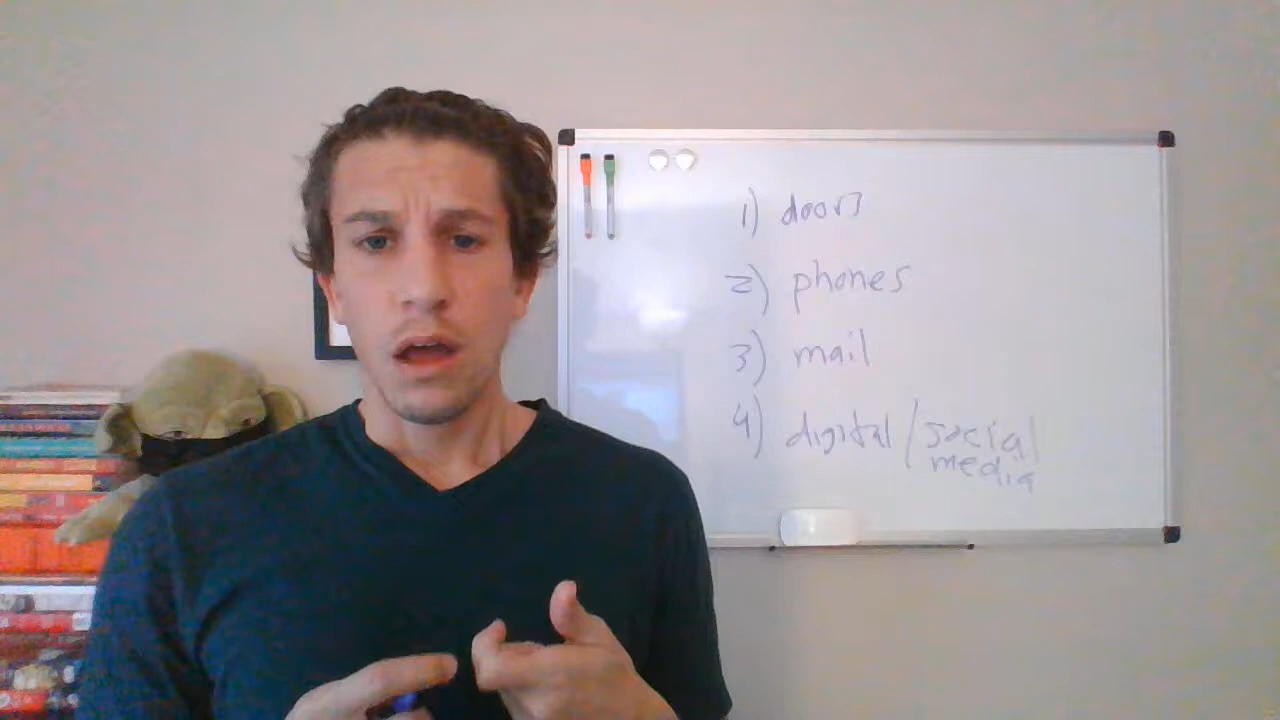 1) doors
2) phones
3) mail
4) digital/social
media